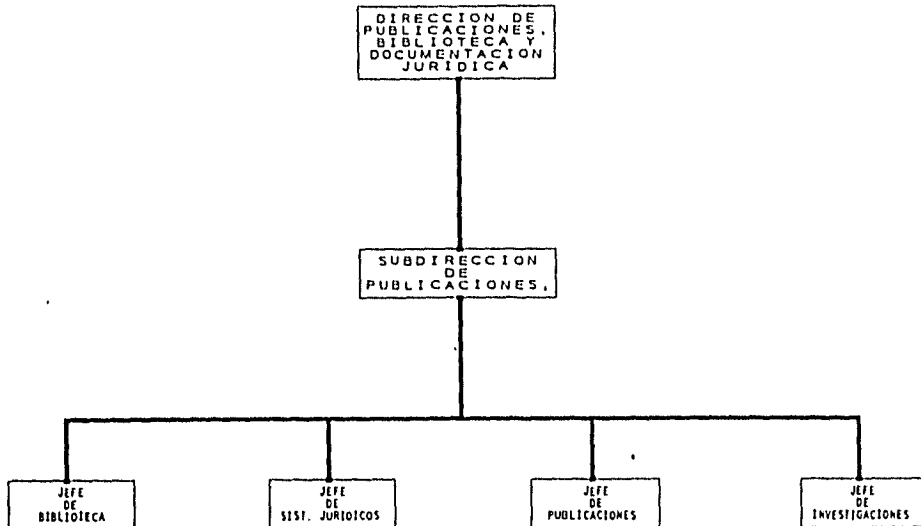 DIRECCION DE
PUBLICACIONES,
BIBLIOTECA Y
DOCUMENTACION
JURIDICA
SUBDIRECCION
DE
PUBLICACIONES,
JEFE
DE
BIBLIOTECA
JEFE
DE
SIST. JURIDICOS
JEFE
DE
PUBLICACIONES
JEFE
DE
INVESTIGACIONES